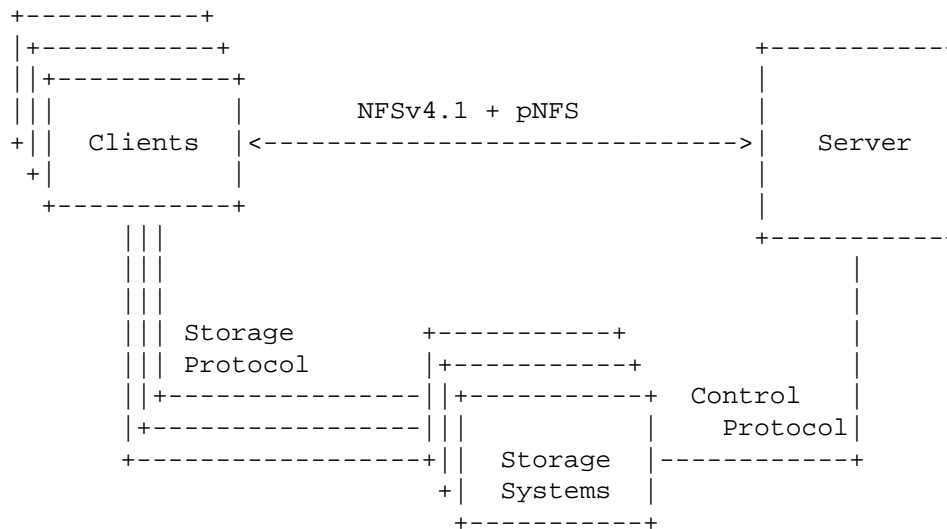 NFSv4.1 + pNFS
Clients
Server
Storage
Protocol
Control
Protocol
Storage
Systems